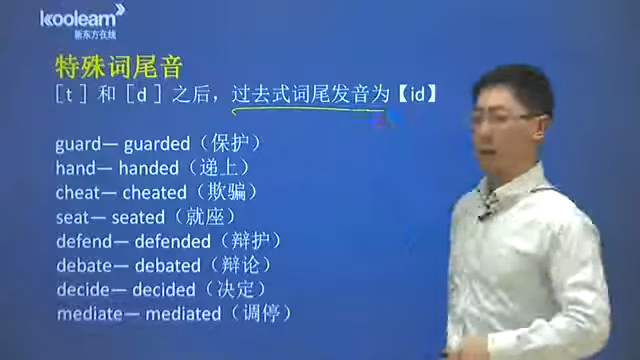 koolearn
新东方在线
特殊词尾音
［t］和［d］之后，过去式词尾发音为【id】
guard— guarded（保护）
hand— handed（递上）
cheat— cheated（欺骗）
seat— seated（就座）
defend— defended（辩护）
debate— debated（辩论）
decide— decided（决定）
mediate— mediated（调停）